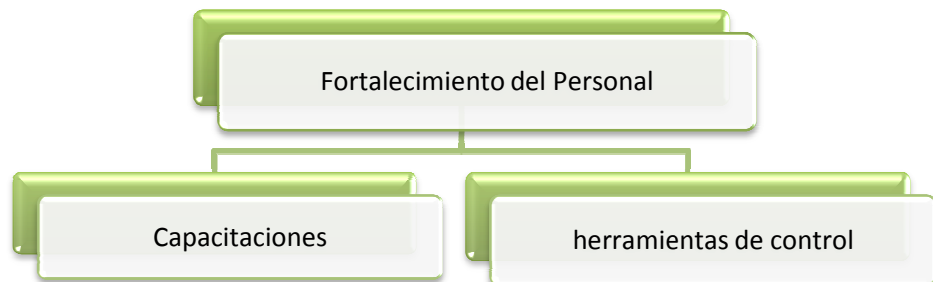 Fortalecimiento del Personal
Capacitaciones
herramientas de control